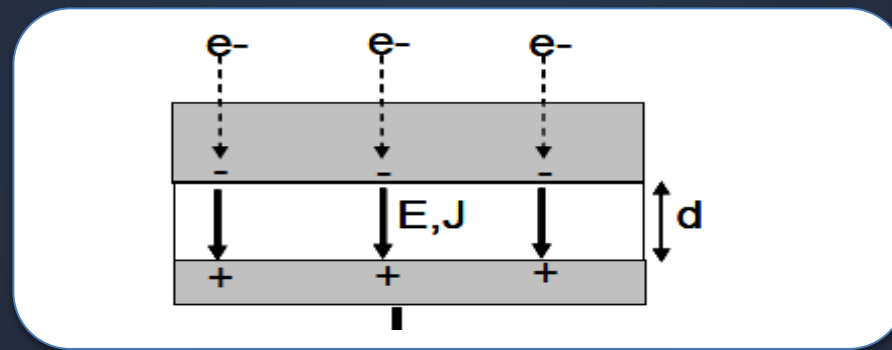 e- e- e-
- - -
E,J d
+ + +